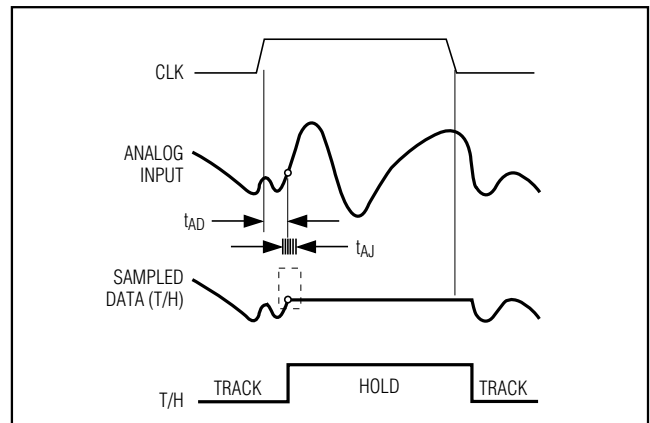 CLK
ANALOG
INPUT
tAD
tAJ
SAMPLED
DATA (T/H)
T/H
TRACK
HOLD
TRACK